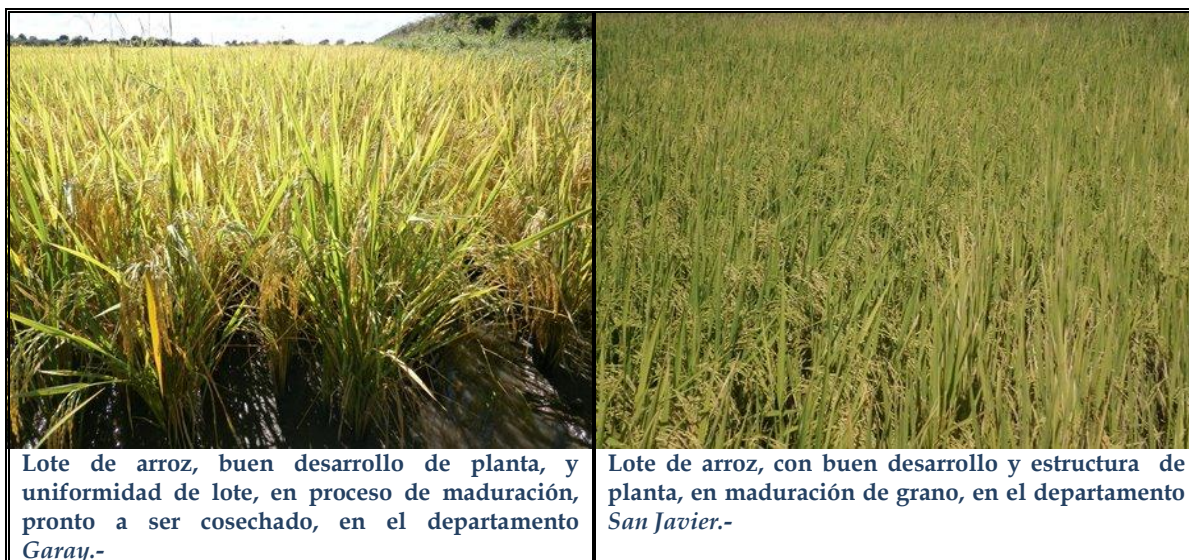 Lote de arroz, buen desarrollo de planta, y
uniformidad de lote, en proceso de maduración,
pronto a ser cosechado, en el departamento
Garay.-
Lote de arroz, con buen desarrollo y estructura de
planta, en maduración de grano, en el departamento
San Javier.-